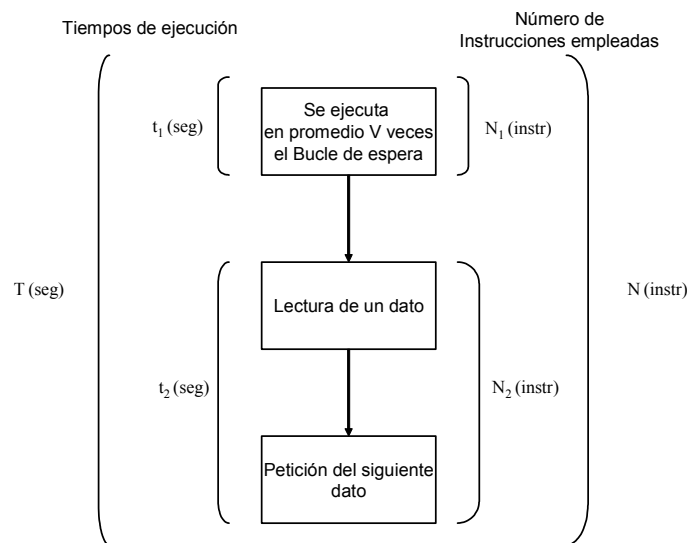 Tiempos de ejecución
Número de
Instrucciones empleadas
Se ejecuta
en promedio V veces
el Bucle de espera
t₁ (seg)
N₁ (instr)
T (seg)
N (instr)
Lectura de un dato
t₂ (seg)
N₂ (instr)
Petición del siguiente
dato